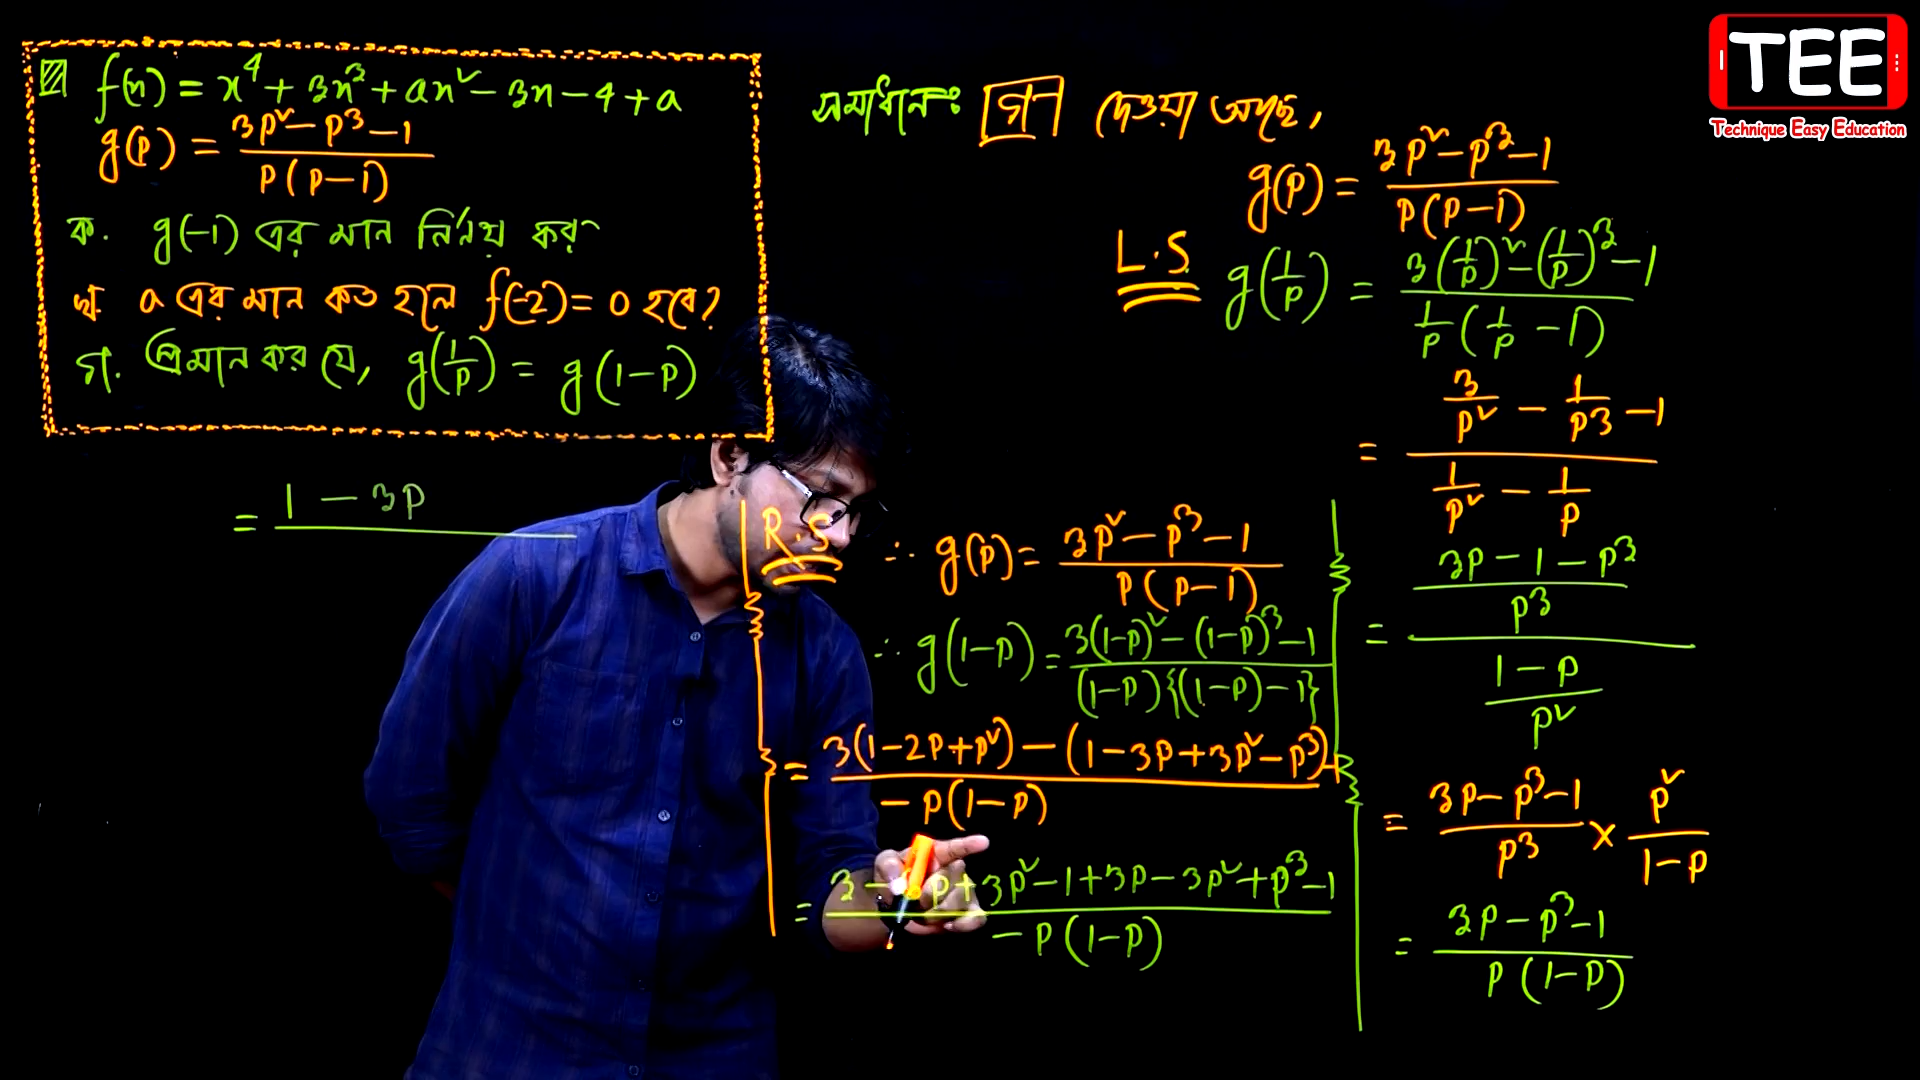 TEE
Technique Easy Education
f(x) = x⁴ + 3x³ + ax² - 3x - 4 + a
g(p) = (3p² - p³ - 1) / (p(p-1))
ক. g(-1) এর মান নির্ণয় কর
খ. a এর মান কত হলে f(-2) = 0 হবে?
গ. প্রমান কর যে, g(1/p) = g(1-p)
সমাধান: গ দেওয়া আছে,
g(p) = (3p² - p³ - 1) / (p(p-1))
L.S g(1/p) = (3(1/p)² - (1/p)³ - 1) / (1/p (1/p - 1))
= (3/p² - 1/p³ - 1) / (1/p² - 1/p)
= ((3p - 1 - p³) / p³) / ((1-p) / p²)
= (3p - p³ - 1) / p³ × p² / (1-p)
= (3p - p³ - 1) / (p(1-p))
R.S ∴ g(p) = (3p² - p³ - 1) / (p(p-1))
∴ g(1-p) = (3(1-p)² - (1-p)³ - 1) / ((1-p){(1-p)-1})
= (3(1-2p+p²) - (1-3p+3p²-p³)-) / (-p(1-p))
= (3 - p + 3p² - 1 + 3p - 3p² + p³ - 1) / (-p(1-p))
= 1 - 3p